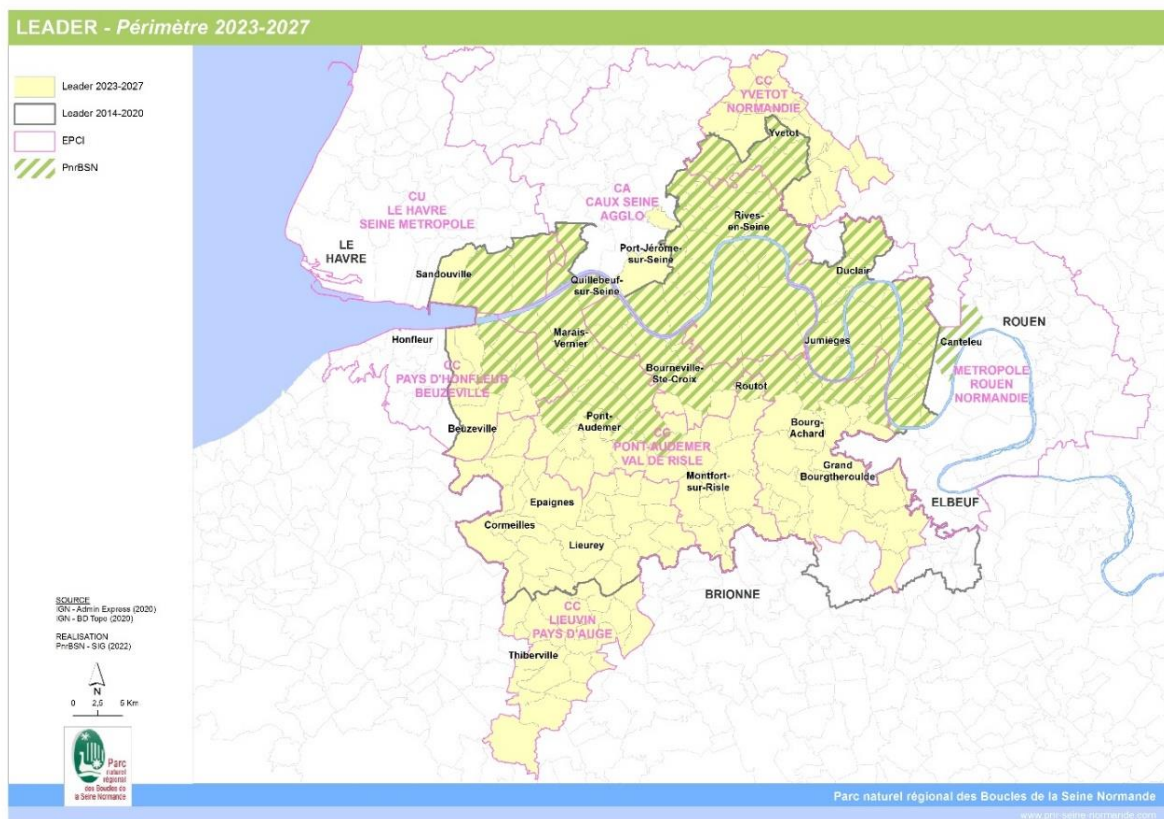 LEADER - Périmètre 2023-2027
Leader 2023-2027
Leader 2014-2020
EPCI
PnrBSN
CC
YVETOT
NORMANDIE
Yvetot
CU
LE HAVRE
SEINE METROPOLE
CA
CAUX SEINE
AGGLO
Rives-
en-Seine
LE
HAVRE
Port-Jérôme-
sur-Seine
Sandouville
Duclair
Quillebeuf-
sur-Seine
ROUEN
Honfleur
Marais-
Vernier
Jumieges
Canteleu
CC
PAYS D'HONFLEUR
BEUZEVILLE
Bourneville-
Ste-Croix
METROPOLE
ROUEN
NORMANDIE
Routot
Beuzeville
Pont-
Audemer
Bourg-
Achard
CC
PONT-AUDEMER
VAL DE RISLE
Grand
Bourgtheroulde
Montfort-
sur-Risle
Epaignes
ELBEUF
Cormeilles
Lieurey
BRIONNE
CC
LIEUVIN
PAYS D'AUGE
Thiberville
SOURCE
IGN - Admin Express (2020)
IGN - BD Topo (2020)
REALISATION
PnrBSN - SIG (2022)
N
0 2,5 5 Km
Parc
naturel
régional
des Boucles de
la Seine Normande
Parc naturel régional des Boucles de la Seine Normande
www.pnr-seine-normande.com